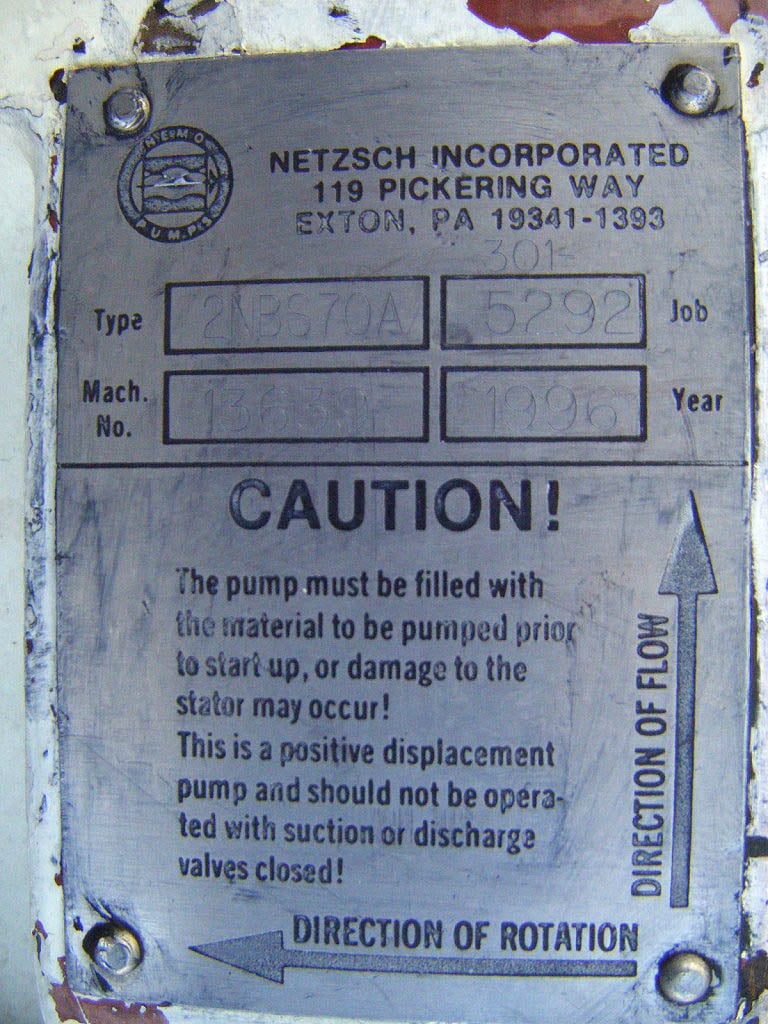 NEMO
PUMPS
NETZSCH INCORPORATED
119 PICKERING WAY
EXTON, PA 19341-1393
301-
Type 2NBS70A 5292 Job
Mach. No. 1996 Year
CAUTION!
The pump must be filled with
the material to be pumped prior
to start up, or damage to the
stator may occur!
This is a positive displacement
pump and should not be opera-
ted with suction or discharge
valves closed!
DIRECTION OF FLOW
DIRECTION OF ROTATION